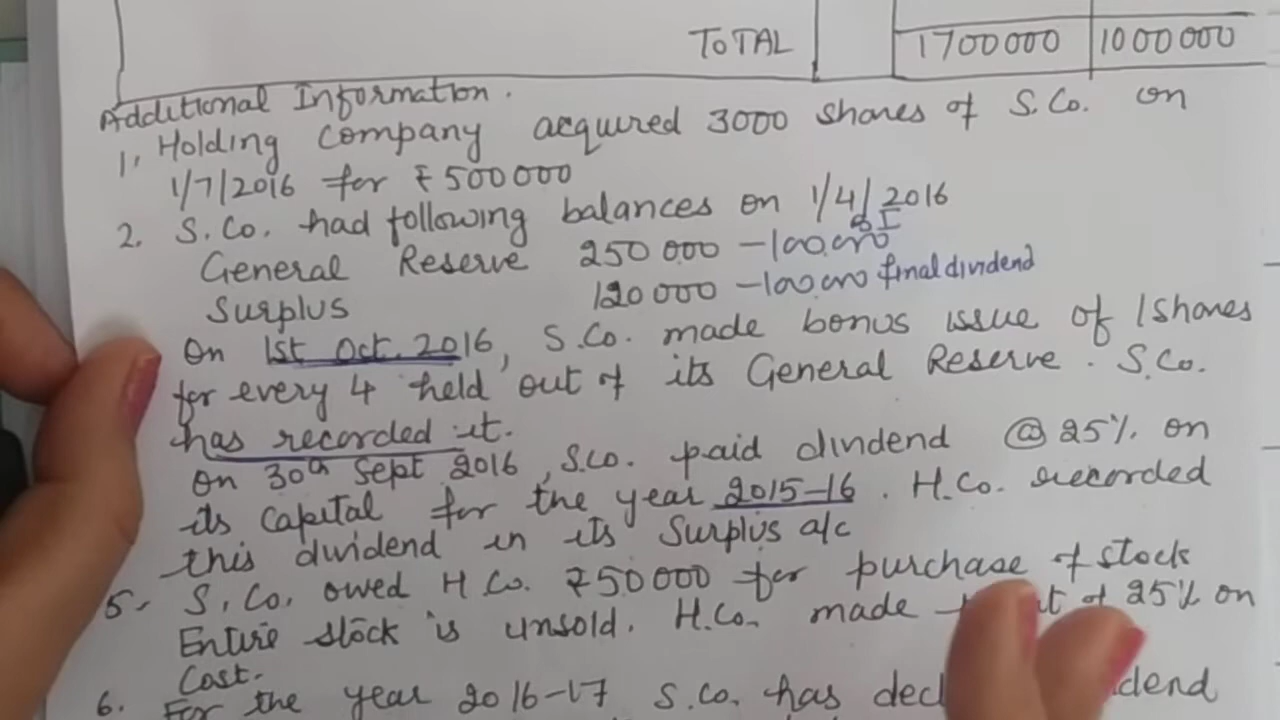 TOTAL 1700000 1000000
Additional Information.
1. Holding Company acquired 3000 shares of S.Co. on
1/7/2016 for ₹500000
2. S.Co. had following balances on 1/4/2016
General Reserve 250000 - 100,000
Surplus 120000 - 100,000 final dividend
On 1st Oct. 2016, S.Co. made bonus issue of 1 shares
for every 4 held out of its General Reserve. S.Co.
has recorded it.
On 30th Sept 2016, S.Co. paid dividend @ 25% on
its capital for the year 2015-16. H.Co. recorded
this dividend in its Surplus a/c
5. S.Co. owed H Co. ₹50000 for purchase of stock
Entire stock is unsold. H.Co. made 25% on
Cost.
6. For the year 2016-17 S.Co. has